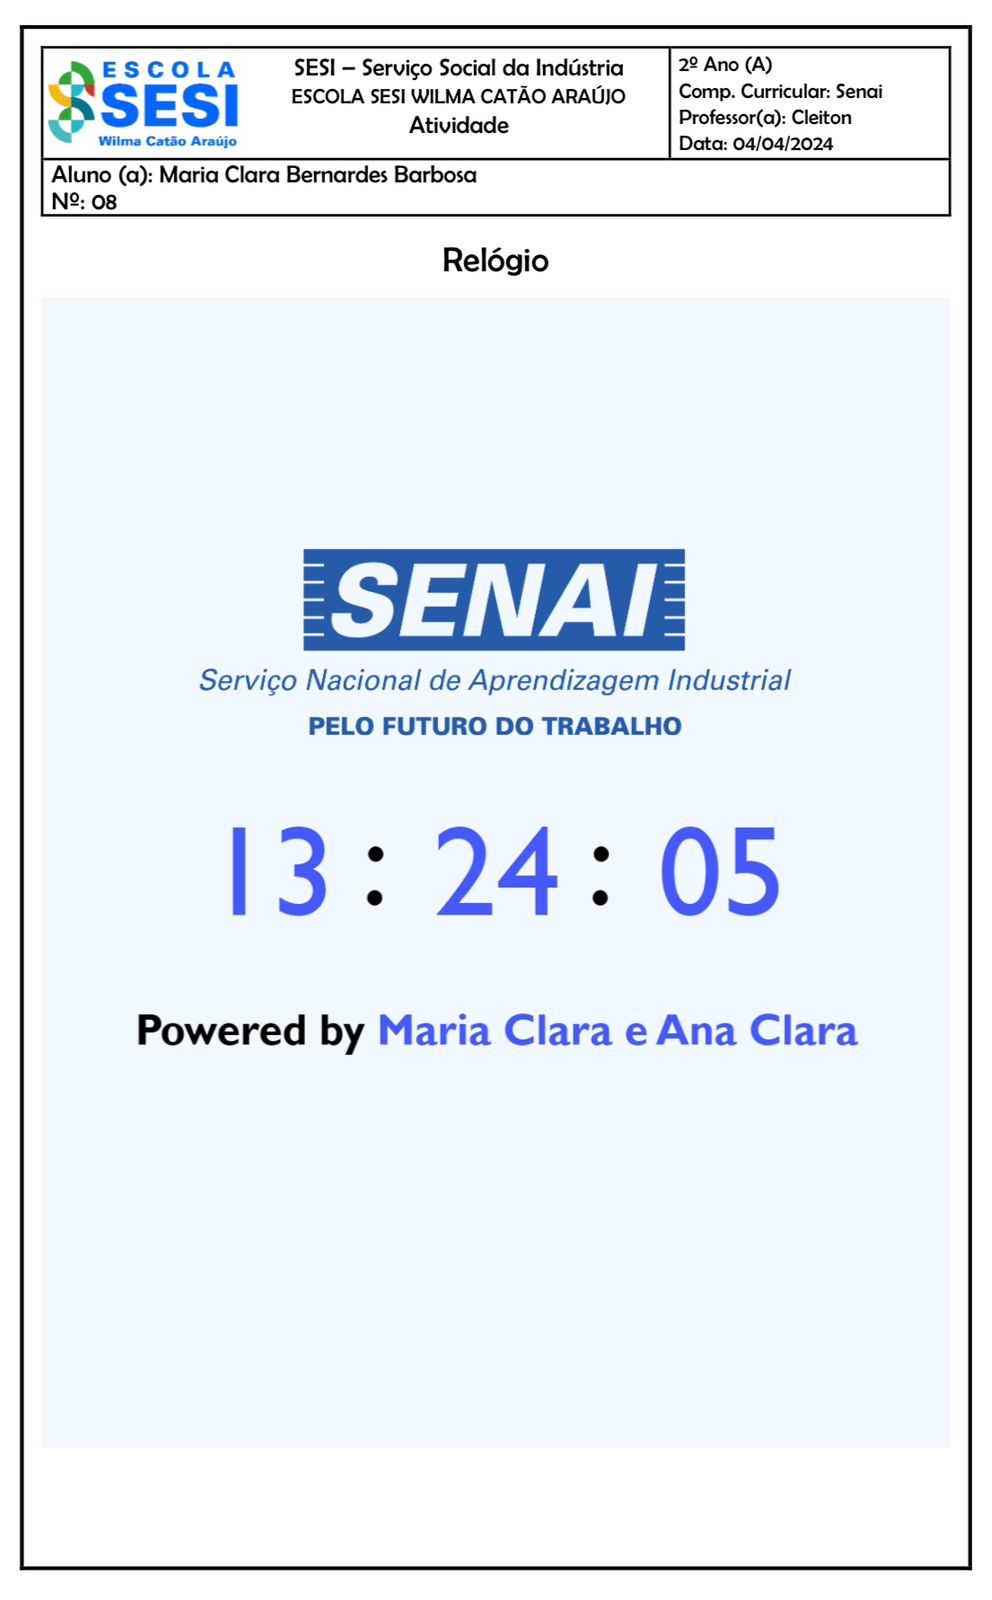 ESCOLA
SESI
Wilma Catão Araújo
SESI – Serviço Social da Indústria
ESCOLA SESI WILMA CATÃO ARAÚJO
Atividade
2º Ano (A)
Comp. Curricular: Senai
Professor(a): Cleiton
Data: 04/04/2024
Aluno (a): Maria Clara Bernardes Barbosa
Nº: 08
Relógio
SENAI
Serviço Nacional de Aprendizagem Industrial
PELO FUTURO DO TRABALHO
13 : 24 : 05
Powered by Maria Clara e Ana Clara